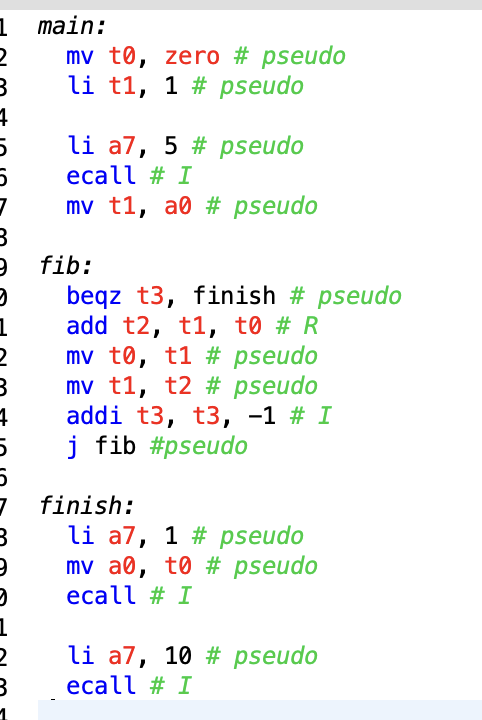 1 main:
2 mv t0, zero # pseudo
3 li t1, 1 # pseudo
4
5 li a7, 5 # pseudo
6 ecall # I
7 mv t1, a0 # pseudo
8
9 fib:
0 beqz t3, finish # pseudo
1 add t2, t1, t0 # R
2 mv t0, t1 # pseudo
3 mv t1, t2 # pseudo
4 addi t3, t3, -1 # I
5 j fib #pseudo
6
7 finish:
8 li a7, 1 # pseudo
9 mv a0, t0 # pseudo
0 ecall # I
1
2 li a7, 10 # pseudo
3 ecall # I
4